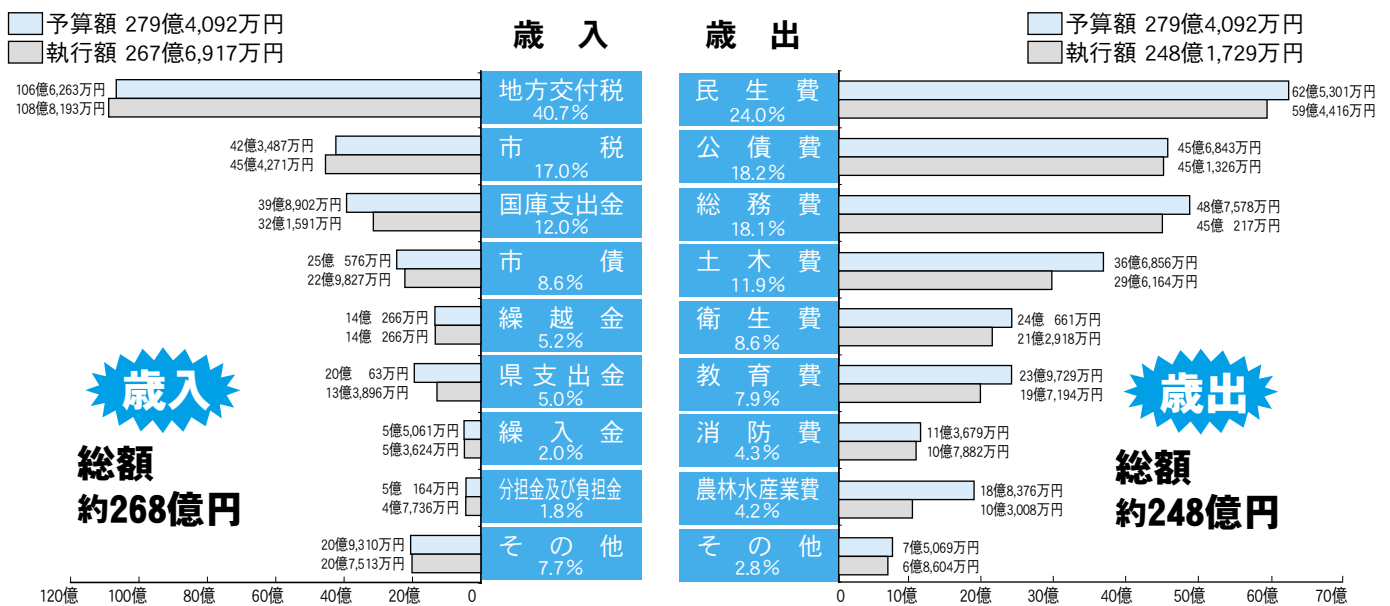 予算額 279億4,092万円
執行額 267億6,917万円
歳入
106億6,263万円
108億8,193万円
地方交付税
40.7%
42億3,487万円
45億4,271万円
市税
17.0%
39億8,902万円
32億1,591万円
国庫支出金
12.0%
25億 576万円
22億9,827万円
市債
8.6%
14億 266万円
14億 266万円
繰越金
5.2%
20億 63万円
13億3,896万円
県支出金
5.0%
5億5,061万円
5億3,624万円
繰入金
2.0%
5億 164万円
4億7,736万円
分担金及び負担金
1.8%
20億9,310万円
20億7,513万円
その他
7.7%
歳入
総額
約268億円
120億 100億 80億 60億 40億 20億 0
歳出
予算額 279億4,092万円
執行額 248億1,729万円
民生費
24.0%
62億5,301万円
59億4,416万円
公債費
18.2%
45億6,843万円
45億1,326万円
総務費
18.1%
48億7,578万円
45億 217万円
土木費
11.9%
36億6,856万円
29億6,164万円
衛生費
8.6%
24億 661万円
21億2,918万円
教育費
7.9%
23億9,729万円
19億7,194万円
消防費
4.3%
11億3,679万円
10億7,882万円
農林水産業費
4.2%
18億8,376万円
10億3,008万円
その他
2.8%
7億5,069万円
6億8,604万円
歳出
総額
約248億円
0 10億 20億 30億 40億 50億 60億 70億